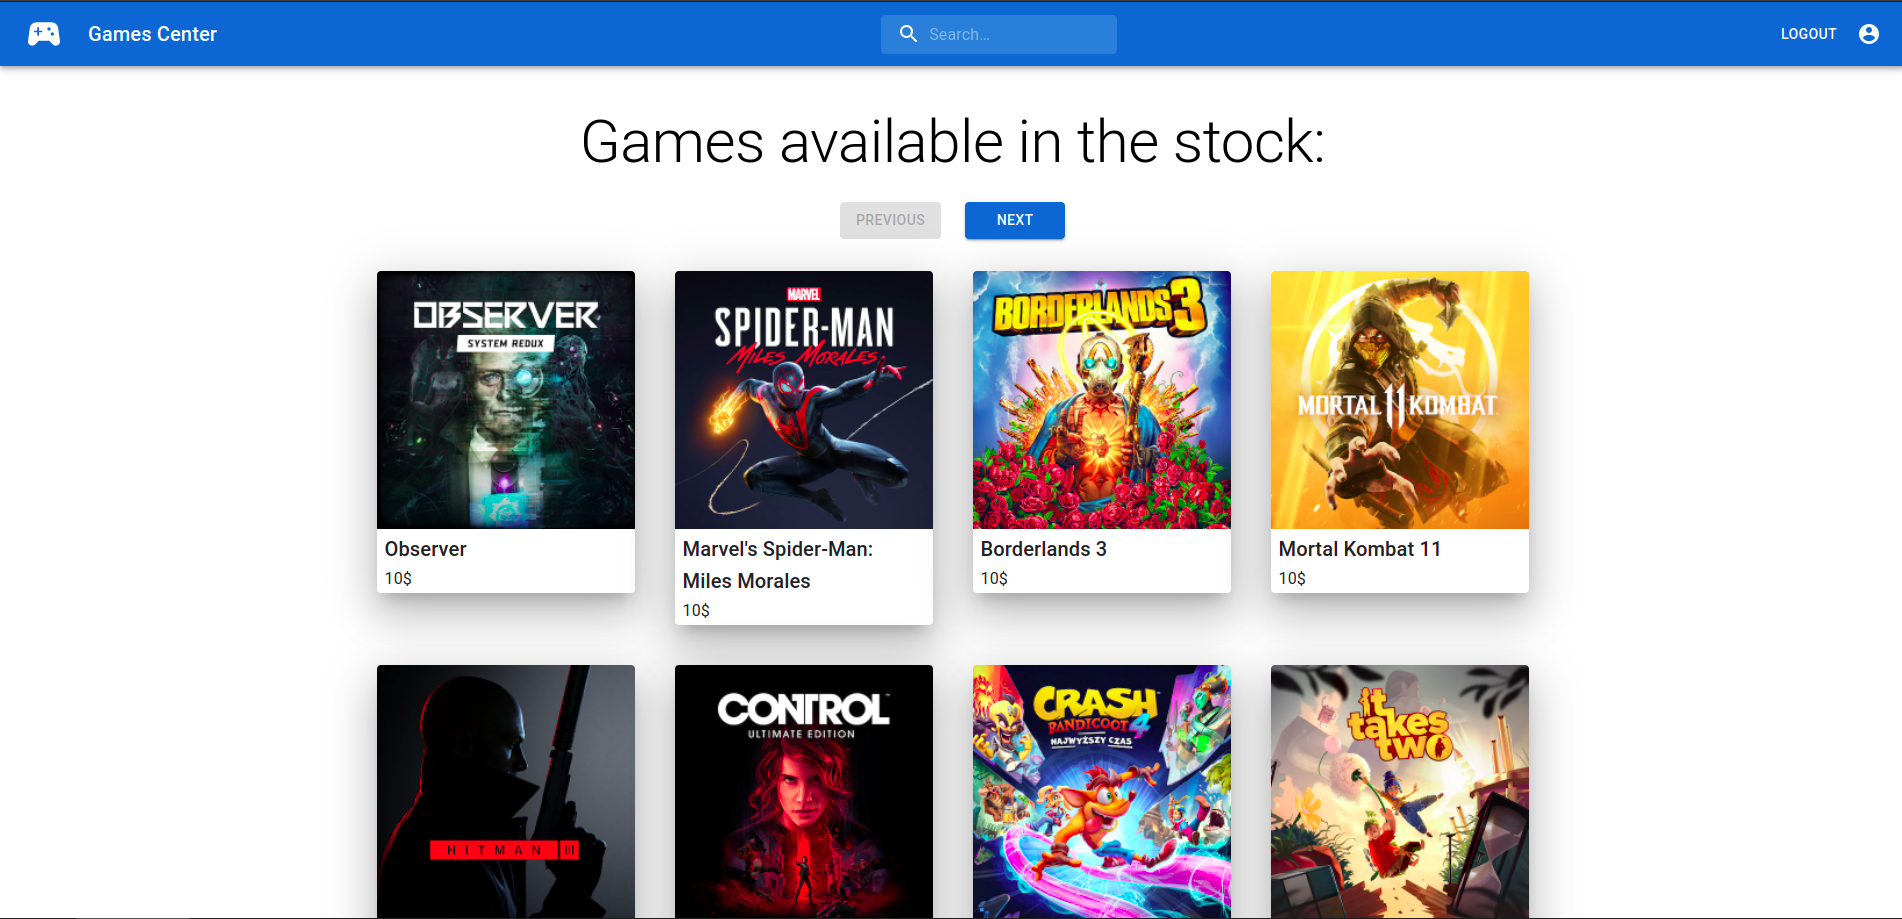 Games Center
Search...
LOGOUT
Games available in the stock:
PREVIOUS
NEXT
OBSERVER
SYSTEM REDUX
MARVEL
SPIDER-MAN
MILES MORALES
BORDERLANDS 3
MORTAL 11 KOMBAT
Observer
10$
Marvel's Spider-Man:
Miles Morales
10$
Borderlands 3
10$
Mortal Kombat 11
10$
HITMAN III
CONTROL
ULTIMATE EDITION
CRASH
BANDICOOT 4
NAJWYŻSZY CZAS
it
takes
two